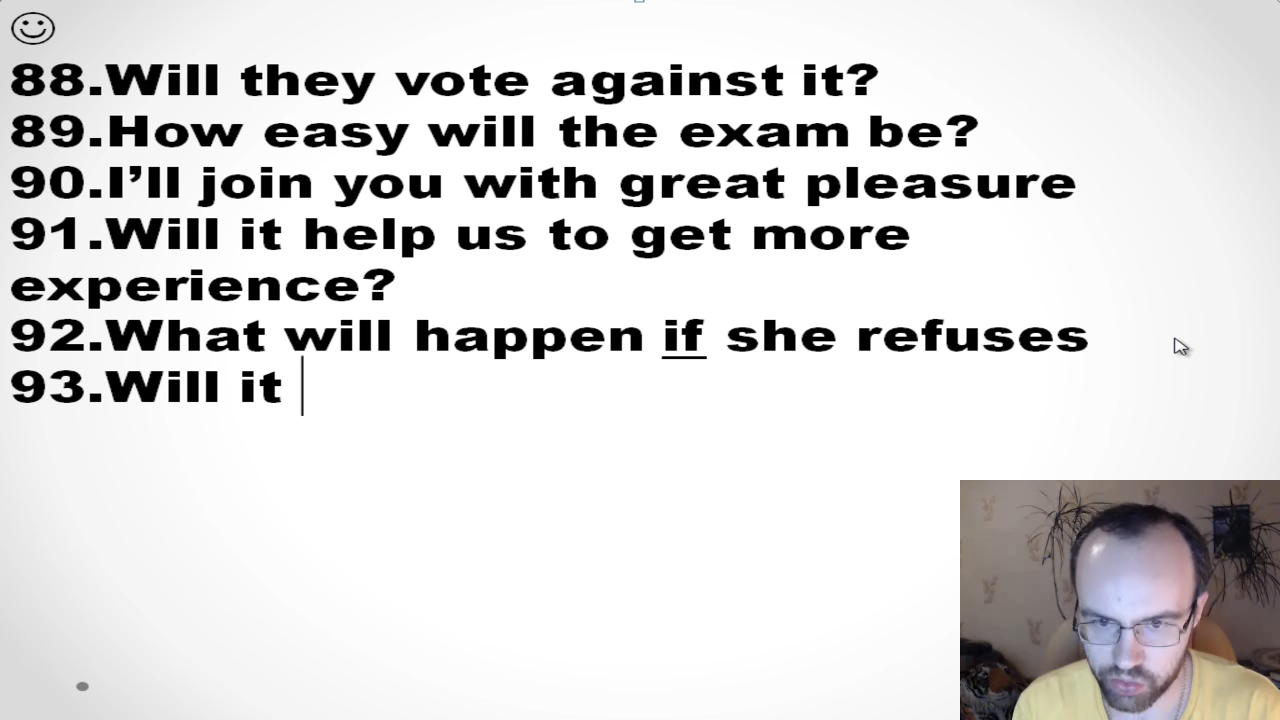 88.Will they vote against it?
89.How easy will the exam be?
90.I’ll join you with great pleasure
91.Will it help us to get more
experience?
92.What will happen if she refuses
93.Will it